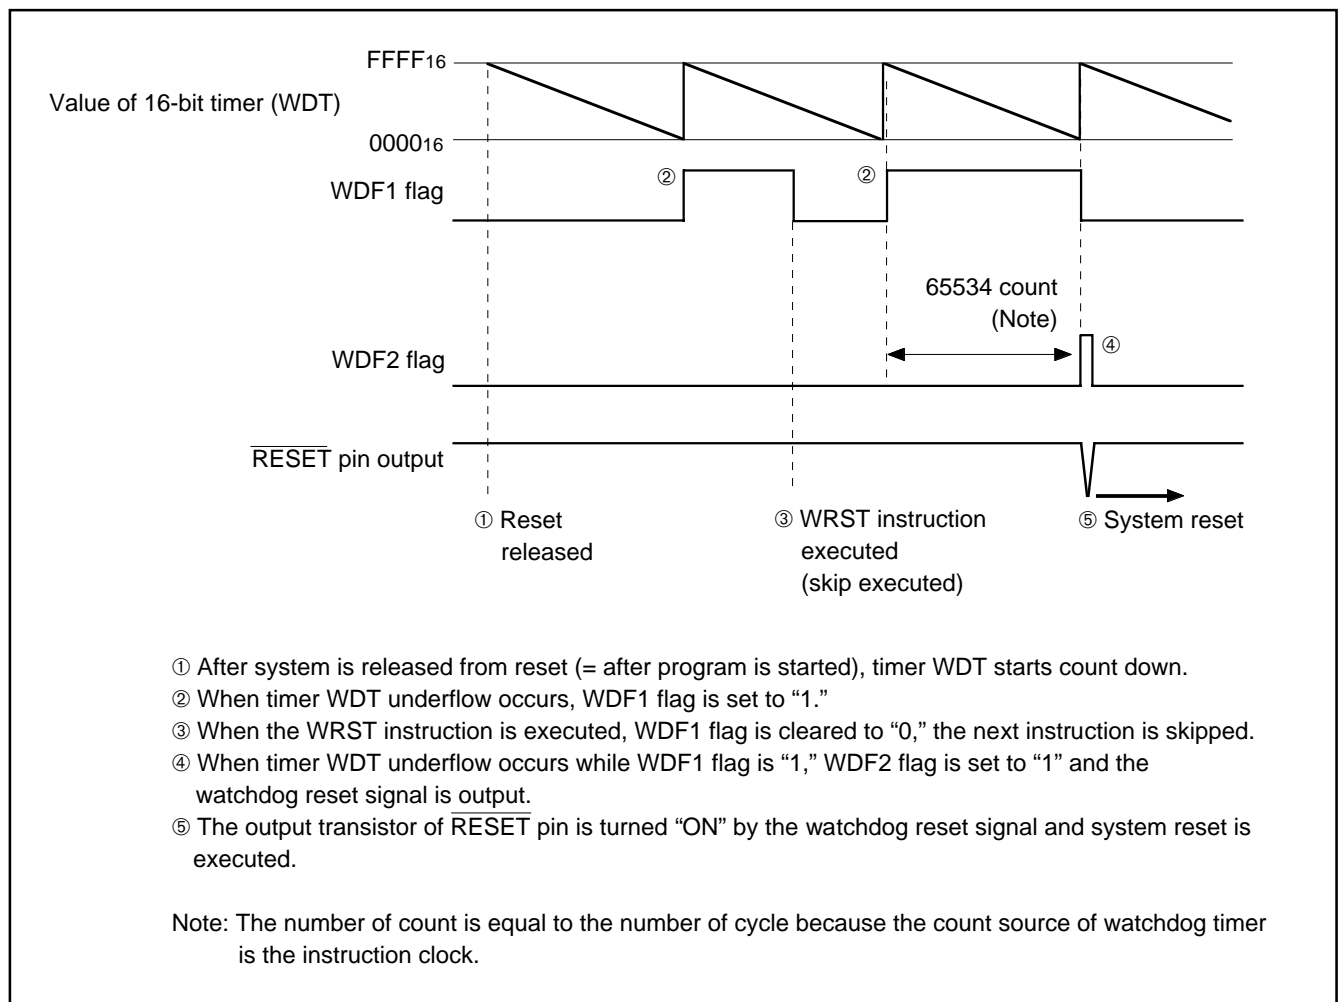 FFFF16
Value of 16-bit timer (WDT)
000016
WDF1 flag
②
②
65534 count
(Note)
WDF2 flag
④
RESET pin output
① Reset
released
③ WRST instruction
executed
(skip executed)
⑤ System reset
① After system is released from reset (= after program is started), timer WDT starts count down.
② When timer WDT underflow occurs, WDF1 flag is set to “1.”
③ When the WRST instruction is executed, WDF1 flag is cleared to “0,” the next instruction is skipped.
④ When timer WDT underflow occurs while WDF1 flag is “1,” WDF2 flag is set to “1” and the
watchdog reset signal is output.
⑤ The output transistor of RESET pin is turned “ON” by the watchdog reset signal and system reset is
executed.
Note: The number of count is equal to the number of cycle because the count source of watchdog timer
is the instruction clock.